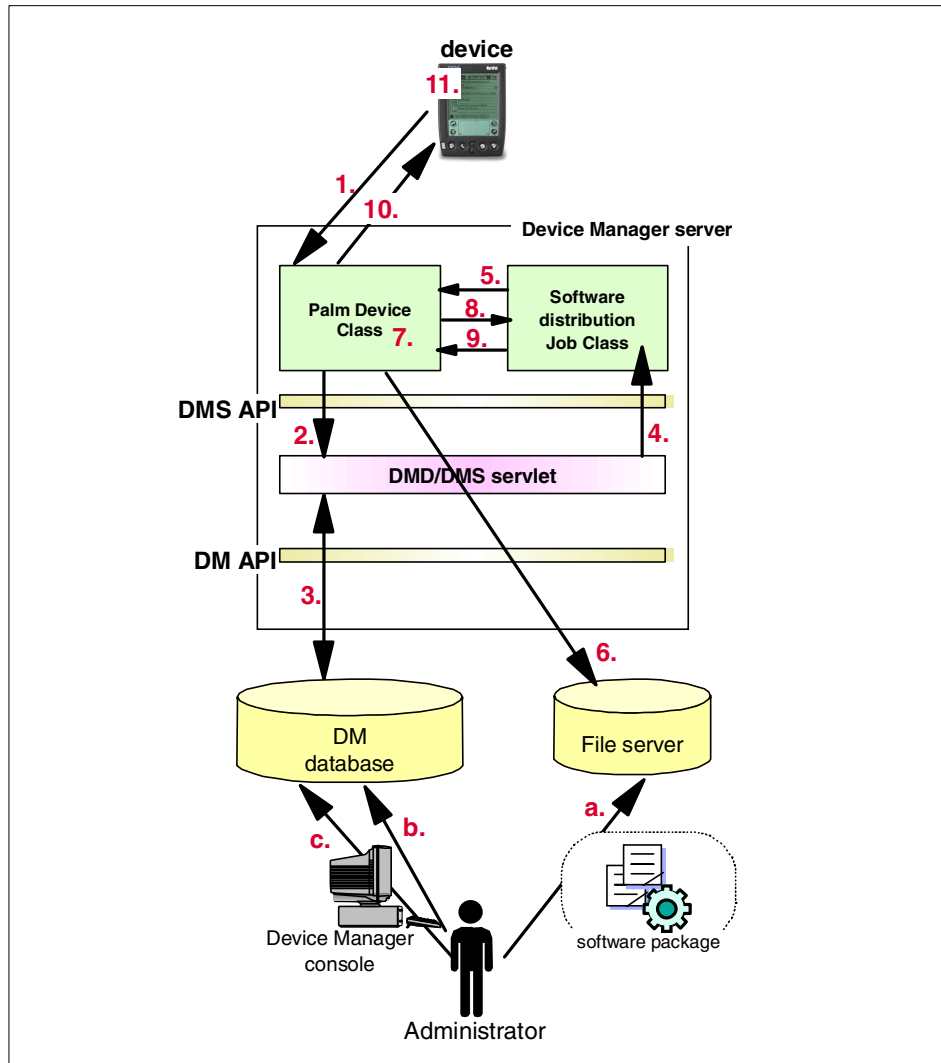 device
11.
1.
10.
Device Manager server
Palm Device
Class
7.
5.
8.
9.
Software
distribution
Job Class
DMS API
2.
4.
DMD/DMS servlet
DM API
3.
6.
DM
database
File server
c.
b.
a.
Device Manager
console
software package
Administrator